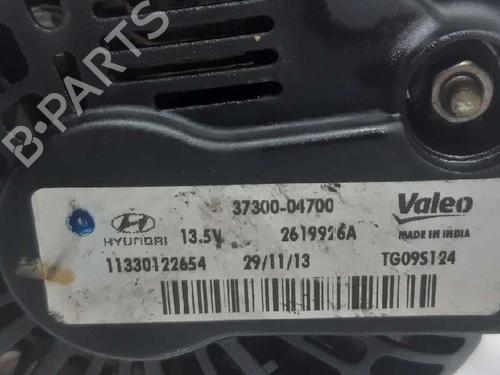 B-PARTS
37300-04700
Valeo
HYUNDAI
13.5V
2619926A
MADE IN INDIA
11330122654
29/11/13
TG09S124